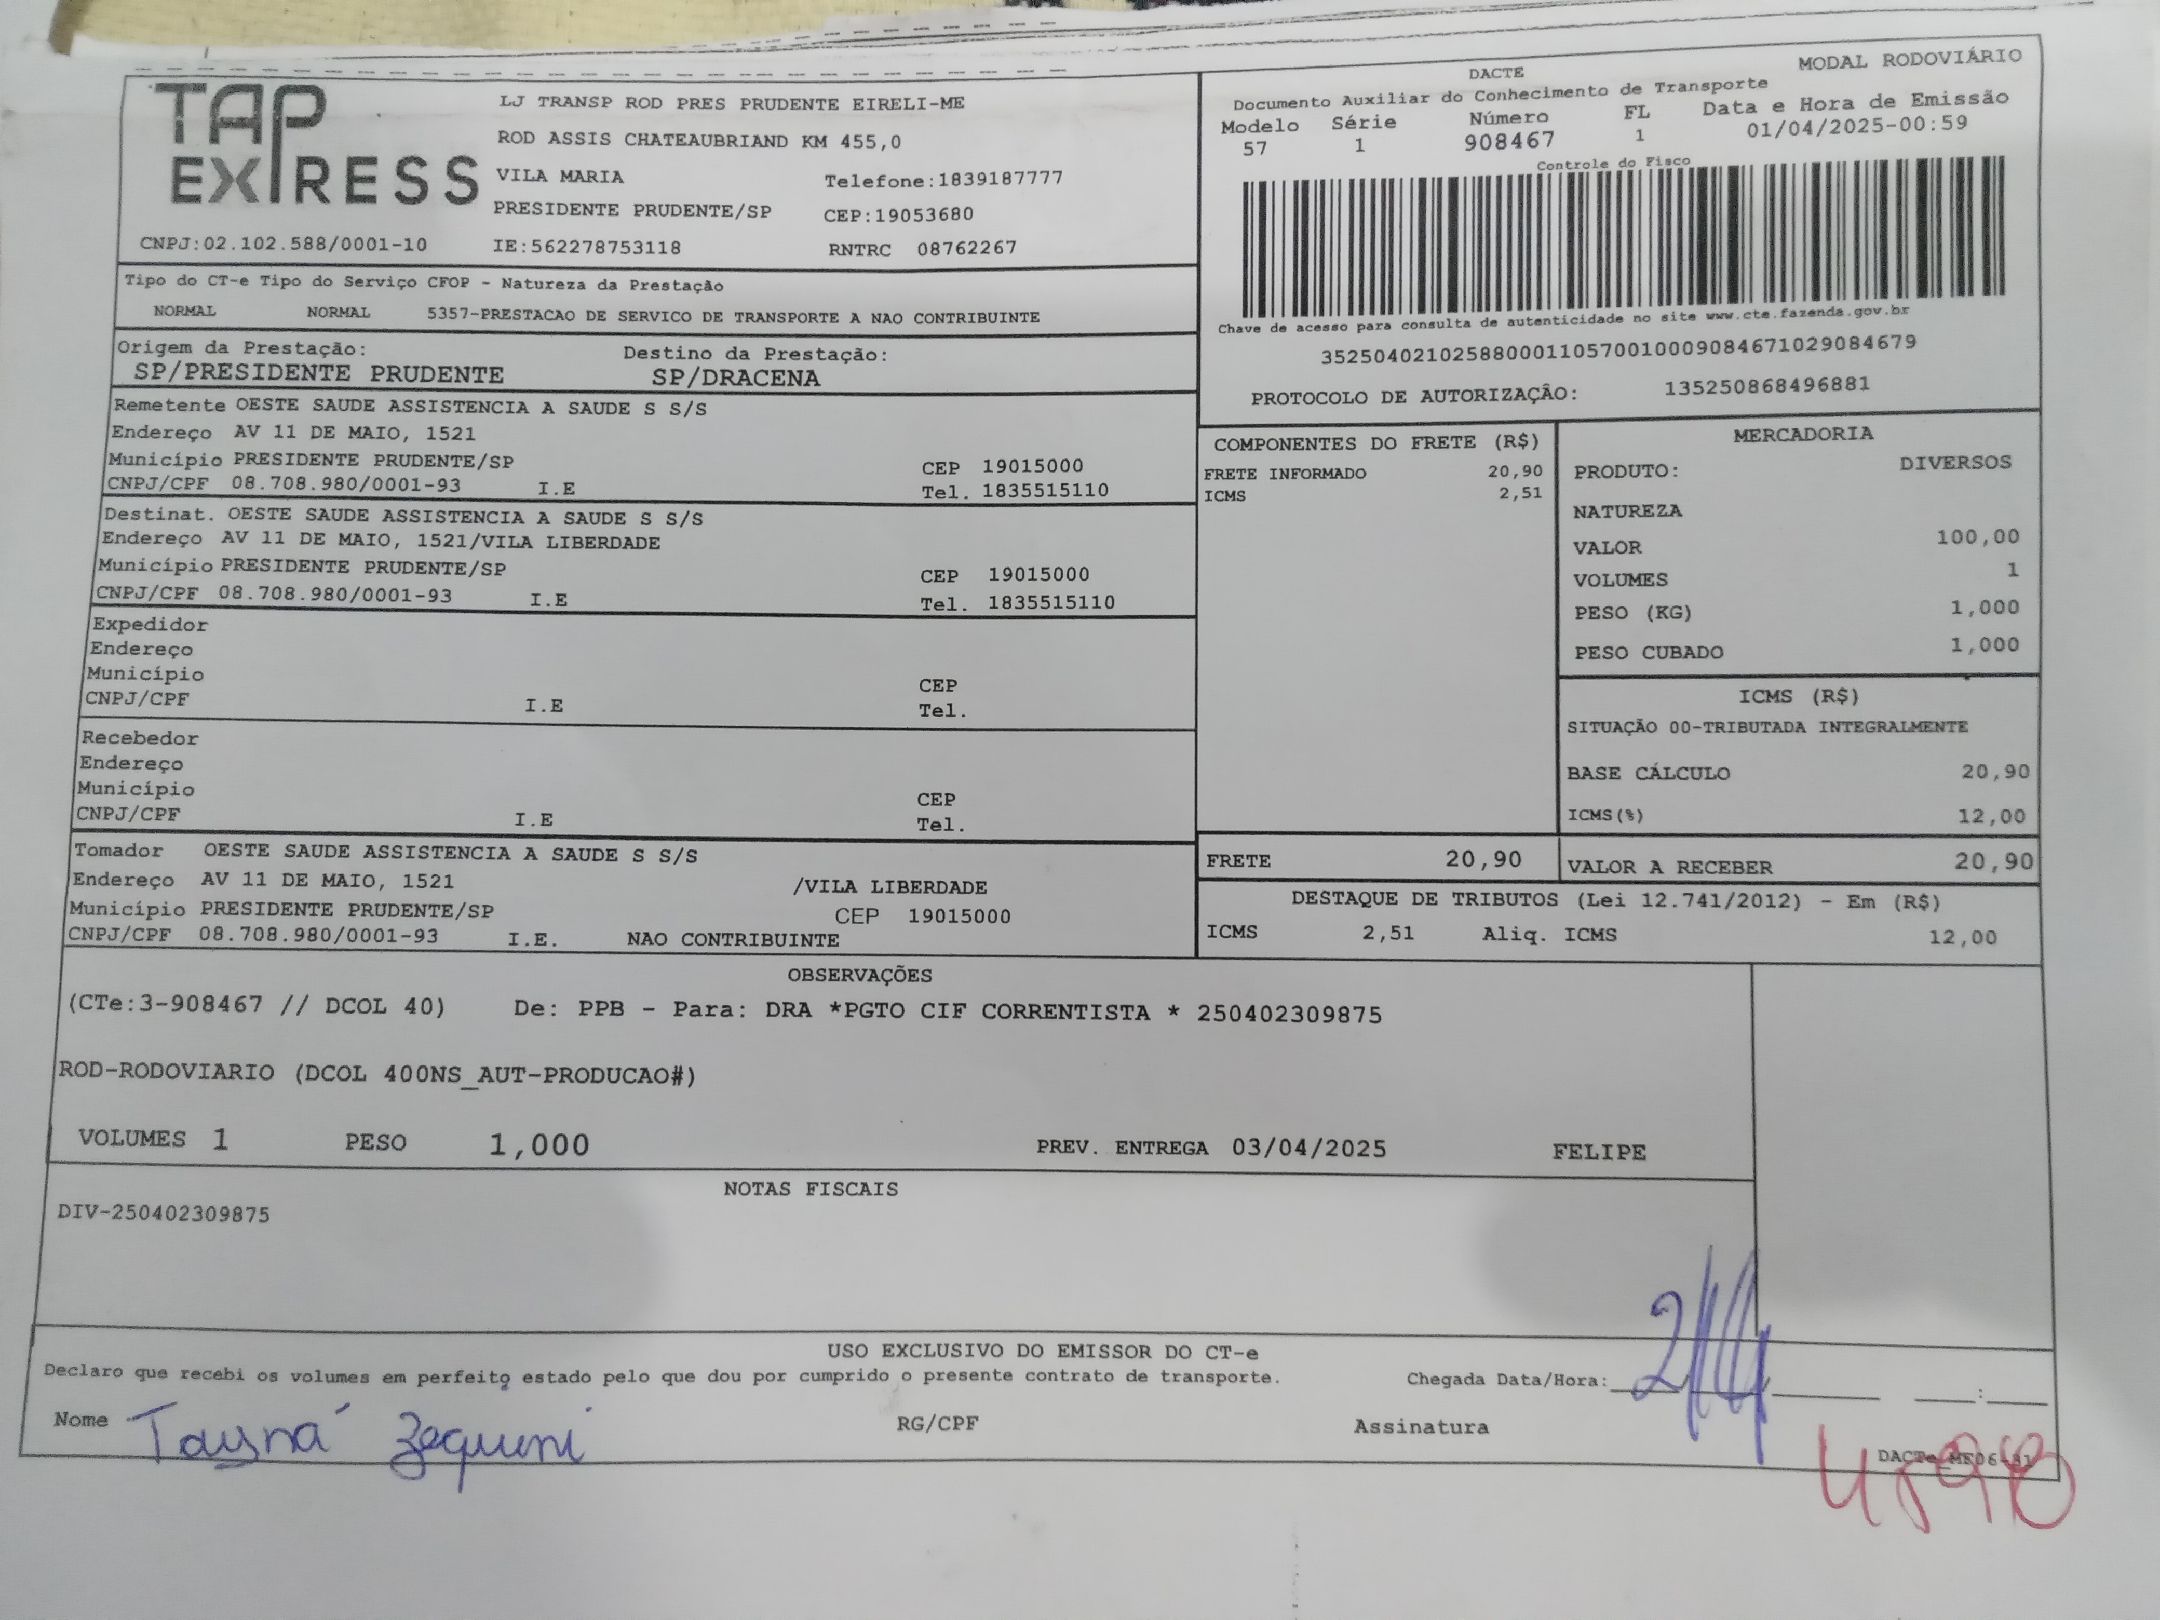 TAP
EXPRESS
LJ TRANSP ROD PRES PRUDENTE EIRELI-ME
ROD ASSIS CHATEAUBRIAND KM 455,0
VILA MARIA Telefone:1839187777
PRESIDENTE PRUDENTE/SP CEP:19053680
CNPJ:02.102.588/0001-10 IE:562278753118 RNTRC 08762267
MODAL RODOVIÁRIO
DACTE
Documento Auxiliar do Conhecimento de Transporte
Modelo Série Número FL Data e Hora de Emissão
57 1 908467 1 01/04/2025-00:59
Controle do Fisco
Chave de acesso para consulta de autenticidade no site www.cte.fazenda.gov.br
35250402102588000110570010009084671029084679
PROTOCOLO DE AUTORIZAÇÃO: 135250868496881
Tipo do CT-e Tipo do Serviço CFOP - Natureza da Prestação
NORMAL NORMAL 5357-PRESTACAO DE SERVICO DE TRANSPORTE A NAO CONTRIBUINTE
Origem da Prestação: Destino da Prestação:
SP/PRESIDENTE PRUDENTE SP/DRACENA
Remetente OESTE SAUDE ASSISTENCIA A SAUDE S S/S
Endereço AV 11 DE MAIO, 1521
Município PRESIDENTE PRUDENTE/SP CEP 19015000
CNPJ/CPF 08.708.980/0001-93 I.E Tel. 1835515110
Destinat. OESTE SAUDE ASSISTENCIA A SAUDE S S/S
Endereço AV 11 DE MAIO, 1521/VILA LIBERDADE
Município PRESIDENTE PRUDENTE/SP CEP 19015000
CNPJ/CPF 08.708.980/0001-93 I.E Tel. 1835515110
Expedidor
Endereço
Município CEP
CNPJ/CPF I.E Tel.
Recebedor
Endereço
Município CEP
CNPJ/CPF I.E Tel.
Tomador OESTE SAUDE ASSISTENCIA A SAUDE S S/S
Endereço AV 11 DE MAIO, 1521 /VILA LIBERDADE
Município PRESIDENTE PRUDENTE/SP CEP 19015000
CNPJ/CPF 08.708.980/0001-93 I.E. NAO CONTRIBUINTE
COMPONENTES DO FRETE (R$)
FRETE INFORMADO 20,90
ICMS 2,51
MERCADORIA
PRODUTO: DIVERSOS
NATUREZA
VALOR 100,00
VOLUMES 1
PESO (KG) 1,000
PESO CUBADO 1,000
ICMS (R$)
SITUAÇÃO 00-TRIBUTADA INTEGRALMENTE
BASE CÁLCULO 20,90
ICMS(%) 12,00
FRETE 20,90 VALOR A RECEBER 20,90
DESTAQUE DE TRIBUTOS (Lei 12.741/2012) - Em (R$)
ICMS 2,51 Aliq. ICMS 12,00
OBSERVAÇÕES
(CTe:3-908467 // DCOL 40) De: PPB - Para: DRA *PGTO CIF CORRENTISTA * 250402309875
ROD-RODOVIARIO (DCOL 400NS_AUT-PRODUCAO#)
VOLUMES 1 PESO 1,000 PREV. ENTREGA 03/04/2025 FELIPE
NOTAS FISCAIS
DIV-250402309875
USO EXCLUSIVO DO EMISSOR DO CT-e
Declaro que recebi os volumes em perfeito estado pelo que dou por cumprido o presente contrato de transporte. Chegada Data/Hora: 2/4 :
Nome Tayná Zequini RG/CPF Assinatura